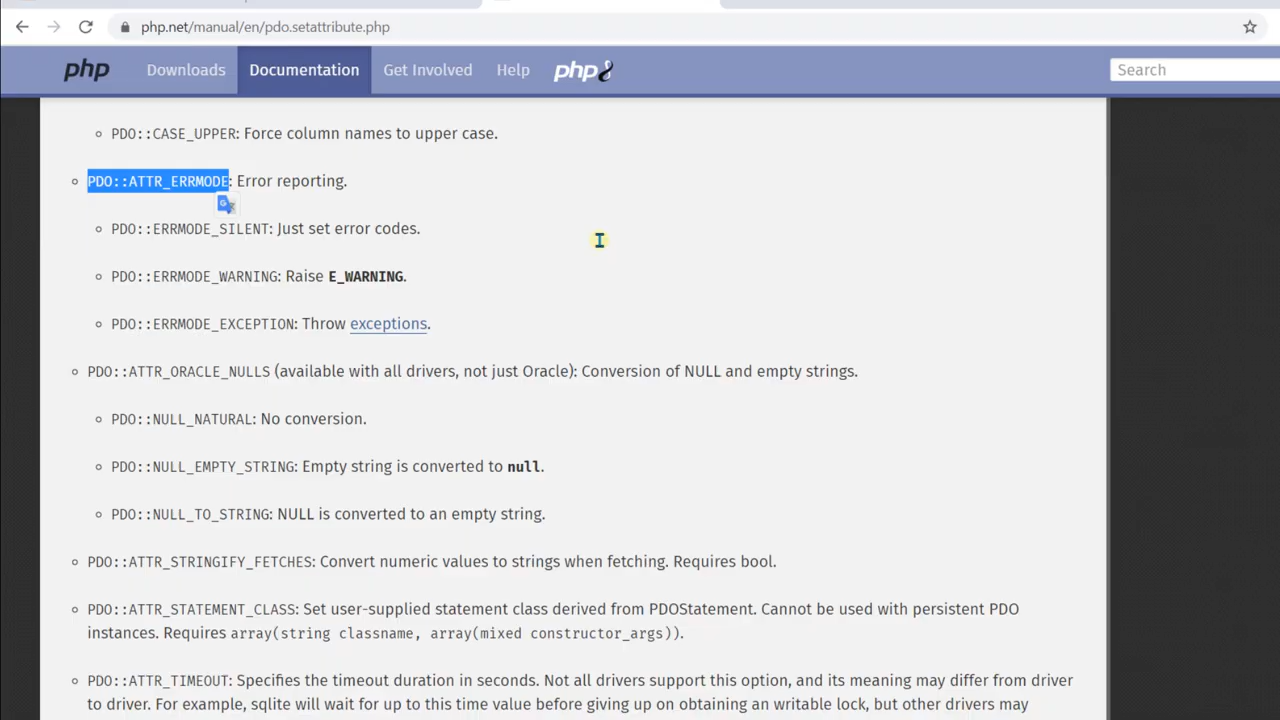 php.net/manual/en/pdo.setattribute.php
php Downloads Documentation Get Involved Help php8 Search
PDO::CASE_UPPER: Force column names to upper case.
PDO::ATTR_ERRMODE: Error reporting.
PDO::ERRMODE_SILENT: Just set error codes.
PDO::ERRMODE_WARNING: Raise E_WARNING.
PDO::ERRMODE_EXCEPTION: Throw exceptions.
PDO::ATTR_ORACLE_NULLS (available with all drivers, not just Oracle): Conversion of NULL and empty strings.
PDO::NULL_NATURAL: No conversion.
PDO::NULL_EMPTY_STRING: Empty string is converted to null.
PDO::NULL_TO_STRING: NULL is converted to an empty string.
PDO::ATTR_STRINGIFY_FETCHES: Convert numeric values to strings when fetching. Requires bool.
PDO::ATTR_STATEMENT_CLASS: Set user-supplied statement class derived from PDOStatement. Cannot be used with persistent PDO
instances. Requires array(string classname, array(mixed constructor_args)).
PDO::ATTR_TIMEOUT: Specifies the timeout duration in seconds. Not all drivers support this option, and its meaning may differ from driver
to driver. For example, sqlite will wait for up to this time value before giving up on obtaining an writable lock, but other drivers may